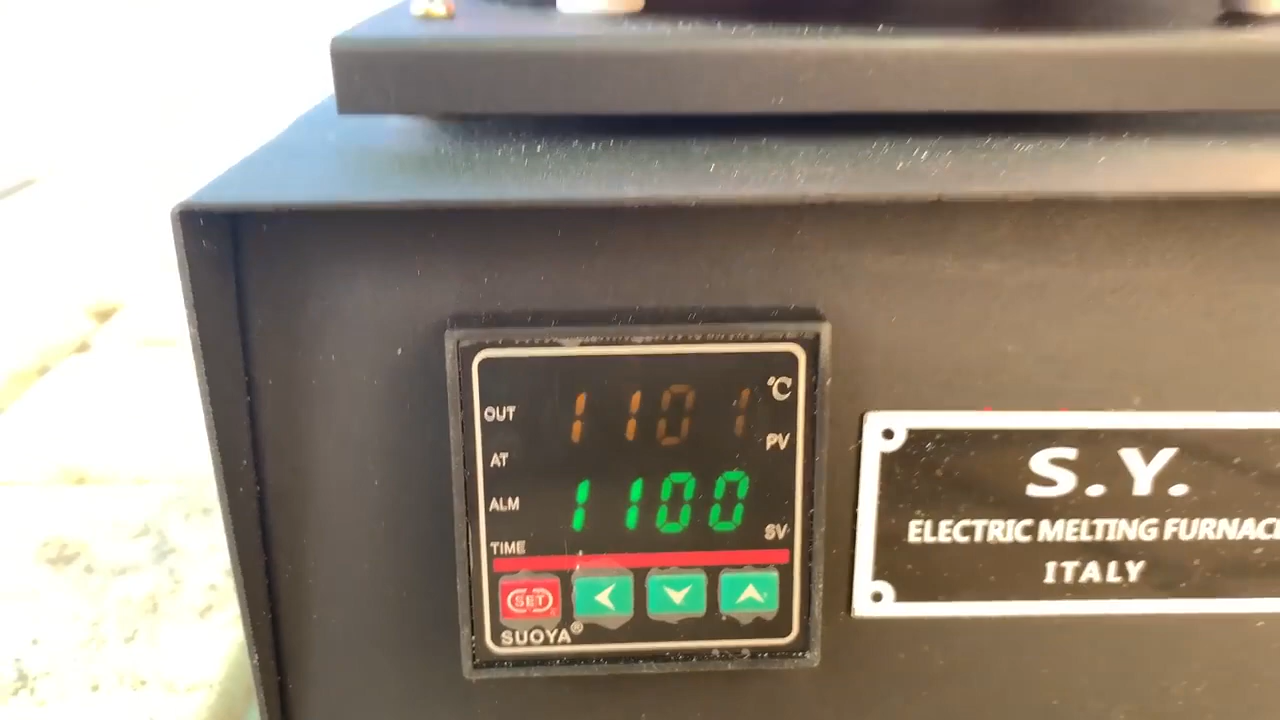 °C
OUT
1101
PV
AT
ALM
1100
SV
TIME
SET
SUOYA®
S.Y.
ELECTRIC MELTING FURNAC
ITALY